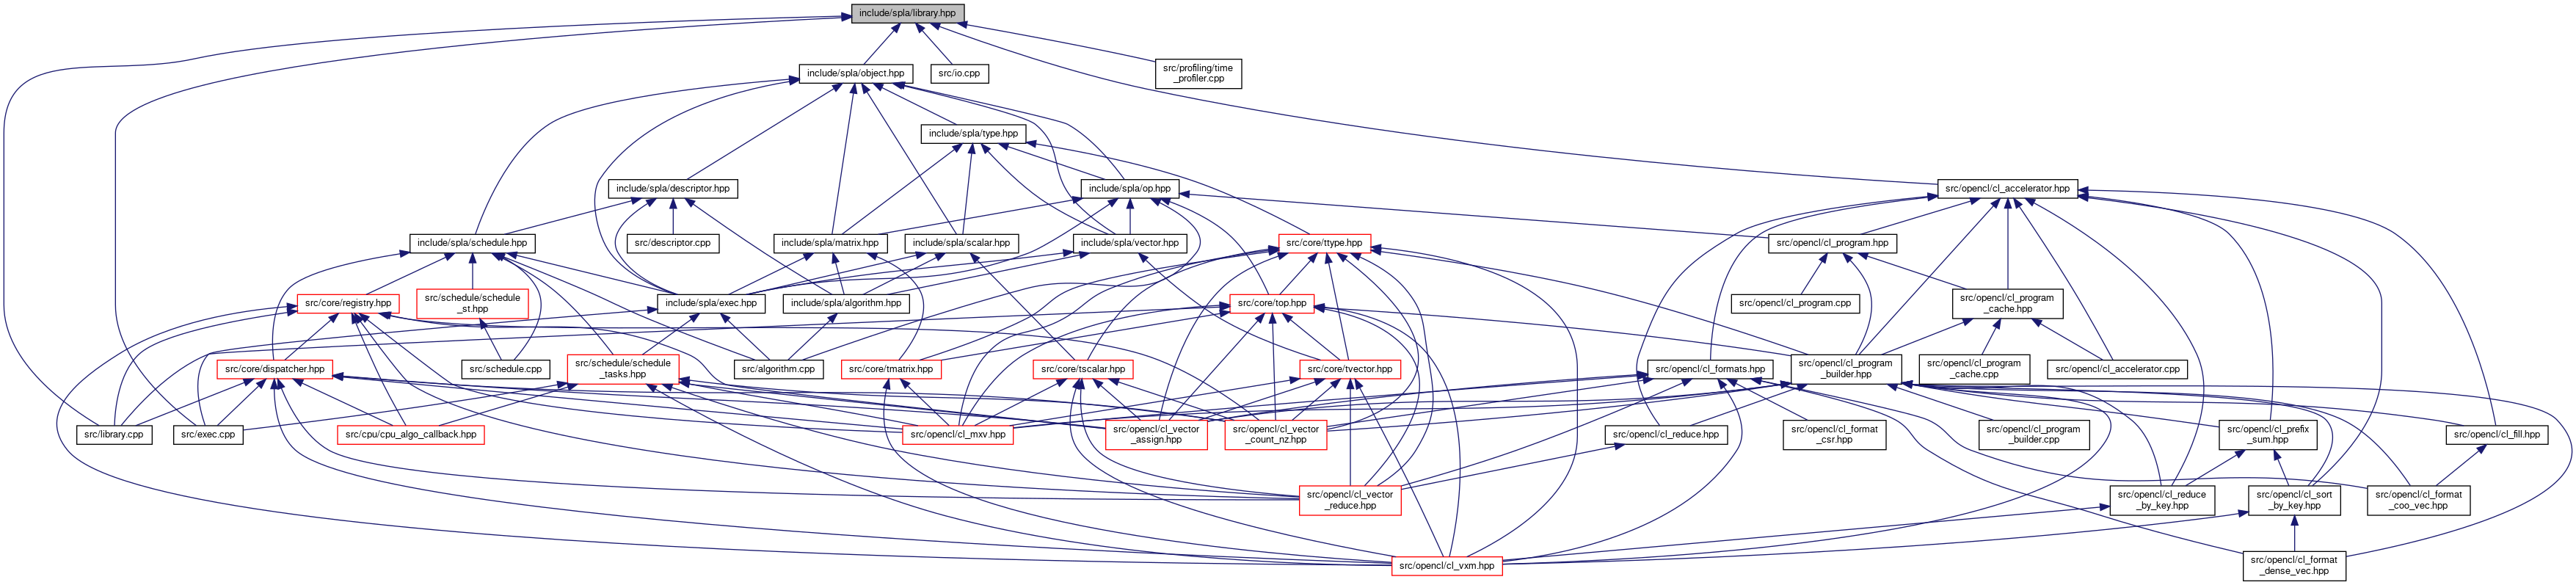 include/spla/library.hpp
include/spla/object.hpp
src/io.cpp
src/profiling/time
_profiler.cpp
include/spla/type.hpp
include/spla/descriptor.hpp
include/spla/op.hpp
src/opencl/cl_accelerator.hpp
include/spla/schedule.hpp
src/descriptor.cpp
include/spla/matrix.hpp
include/spla/scalar.hpp
include/spla/vector.hpp
src/core/ttype.hpp
src/opencl/cl_program.hpp
src/core/registry.hpp
src/schedule/schedule
_st.hpp
include/spla/exec.hpp
include/spla/algorithm.hpp
src/core/top.hpp
src/opencl/cl_program.cpp
src/opencl/cl_program
_cache.hpp
src/core/dispatcher.hpp
src/schedule.cpp
src/schedule/schedule
_tasks.hpp
src/algorithm.cpp
src/core/tmatrix.hpp
src/core/tscalar.hpp
src/core/tvector.hpp
src/opencl/cl_formats.hpp
src/opencl/cl_program
_builder.hpp
src/opencl/cl_program
_cache.cpp
src/opencl/cl_accelerator.cpp
src/library.cpp
src/exec.cpp
src/cpu/cpu_algo_callback.hpp
src/opencl/cl_mxv.hpp
src/opencl/cl_vector
_assign.hpp
src/opencl/cl_vector
_count_nz.hpp
src/opencl/cl_reduce.hpp
src/opencl/cl_format
_csr.hpp
src/opencl/cl_program
_builder.cpp
src/opencl/cl_prefix
_sum.hpp
src/opencl/cl_fill.hpp
src/opencl/cl_vector
_reduce.hpp
src/opencl/cl_reduce
_by_key.hpp
src/opencl/cl_sort
_by_key.hpp
src/opencl/cl_format
_coo_vec.hpp
src/opencl/cl_vxm.hpp
src/opencl/cl_format
_dense_vec.hpp